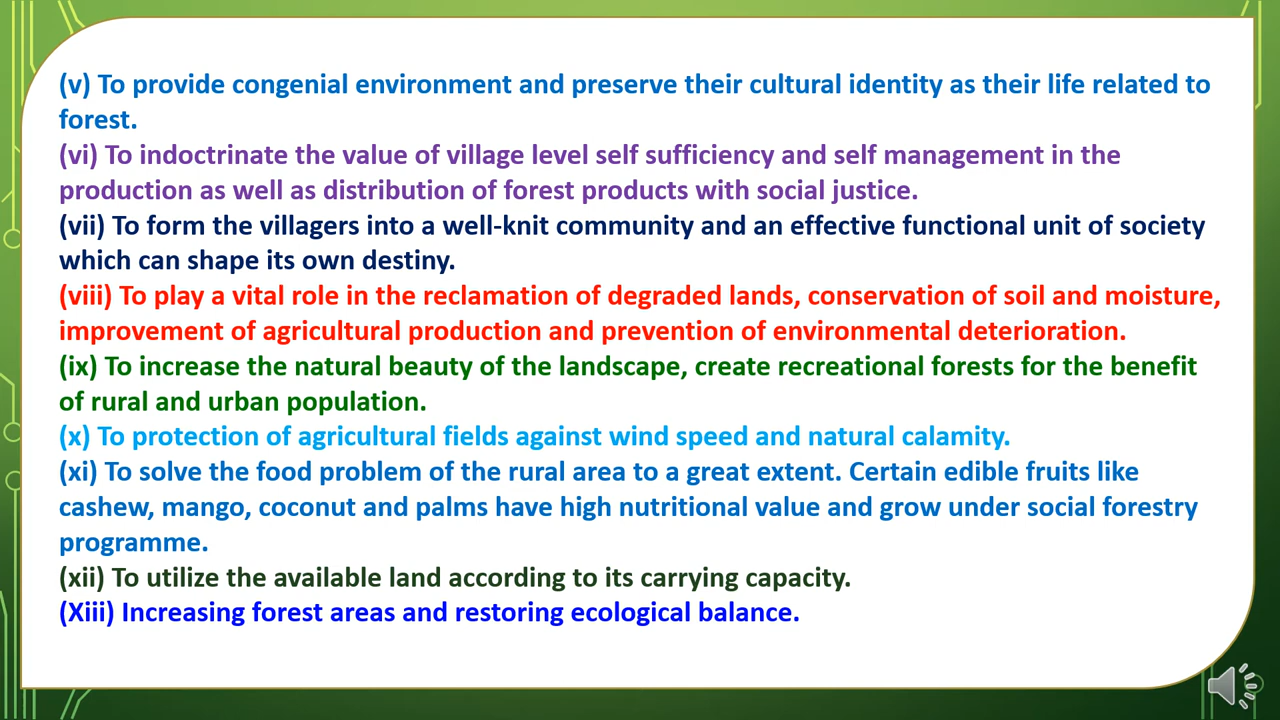 (v) To provide congenial environment and preserve their cultural identity as their life related to
forest.
(vi) To indoctrinate the value of village level self sufficiency and self management in the
production as well as distribution of forest products with social justice.
(vii) To form the villagers into a well-knit community and an effective functional unit of society
which can shape its own destiny.
(viii) To play a vital role in the reclamation of degraded lands, conservation of soil and moisture,
improvement of agricultural production and prevention of environmental deterioration.
(ix) To increase the natural beauty of the landscape, create recreational forests for the benefit
of rural and urban population.
(x) To protection of agricultural fields against wind speed and natural calamity.
(xi) To solve the food problem of the rural area to a great extent. Certain edible fruits like
cashew, mango, coconut and palms have high nutritional value and grow under social forestry
programme.
(xii) To utilize the available land according to its carrying capacity.
(Xiii) Increasing forest areas and restoring ecological balance.